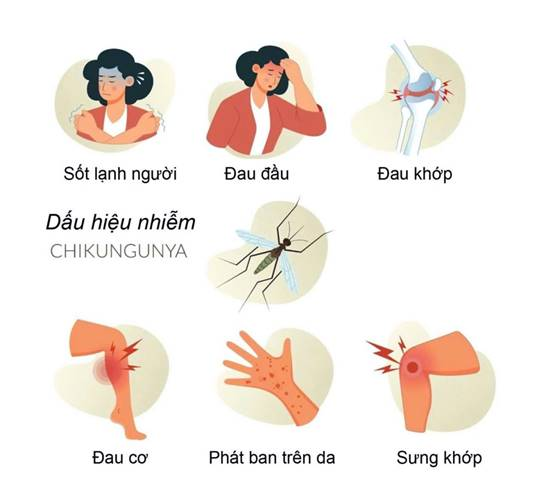 Sốt lạnh người
Đau đầu
Đau khớp
Dấu hiệu nhiễm
CHIKUNGUNYA
Đau cơ
Phát ban trên da
Sưng khớp